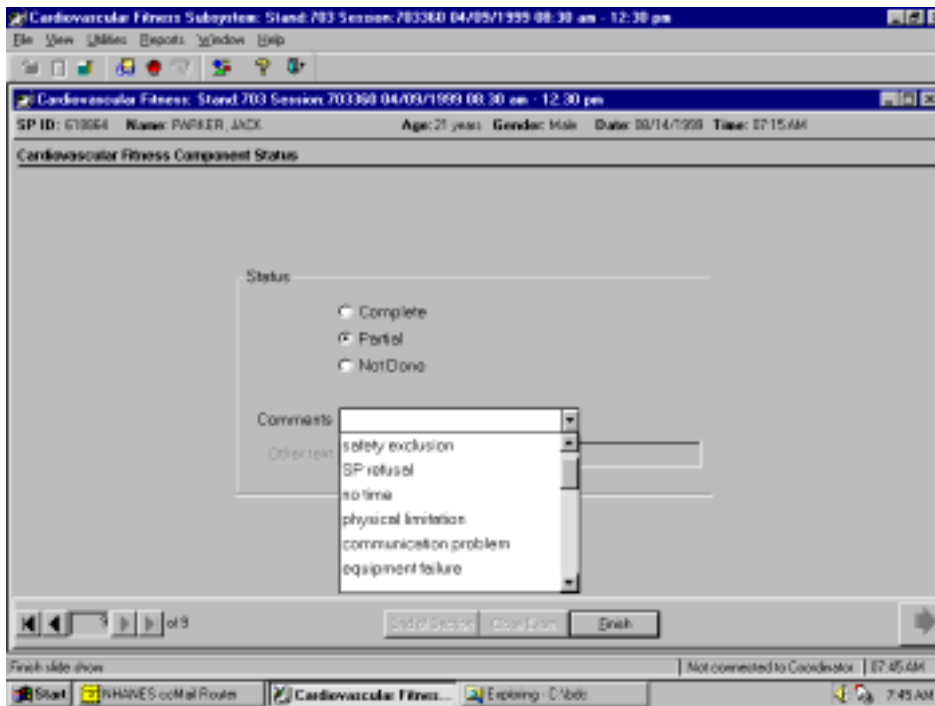 Cardiovascular Fitness Subsystem: Stand:703 Session:703360 04/09/1999 08:30 am - 12:30 pm
File View Utilities Reports Window Help
Cardiovascular Fitness: Stand:703 Session:703360 04/09/1999 08:30 am - 12:30 pm
SP ID: Name: PARKER, JACK Age: 21 years Gender: Male Date: Time: 07:15 AM
Cardiovascular Fitness Component Status
Status
Complete
Partial
Not Done
Comments
Other text
safety exclusion
SP refusal
no time
physical limitation
communication problem
equipment failure
9 of 9
End of Section Close Exam Finish
Finish slide show Not connected to Coordinator 07:45 AM
Start NHANES ccMail Router Cardiovascular Fitnes... Exploring - 7:45 AM